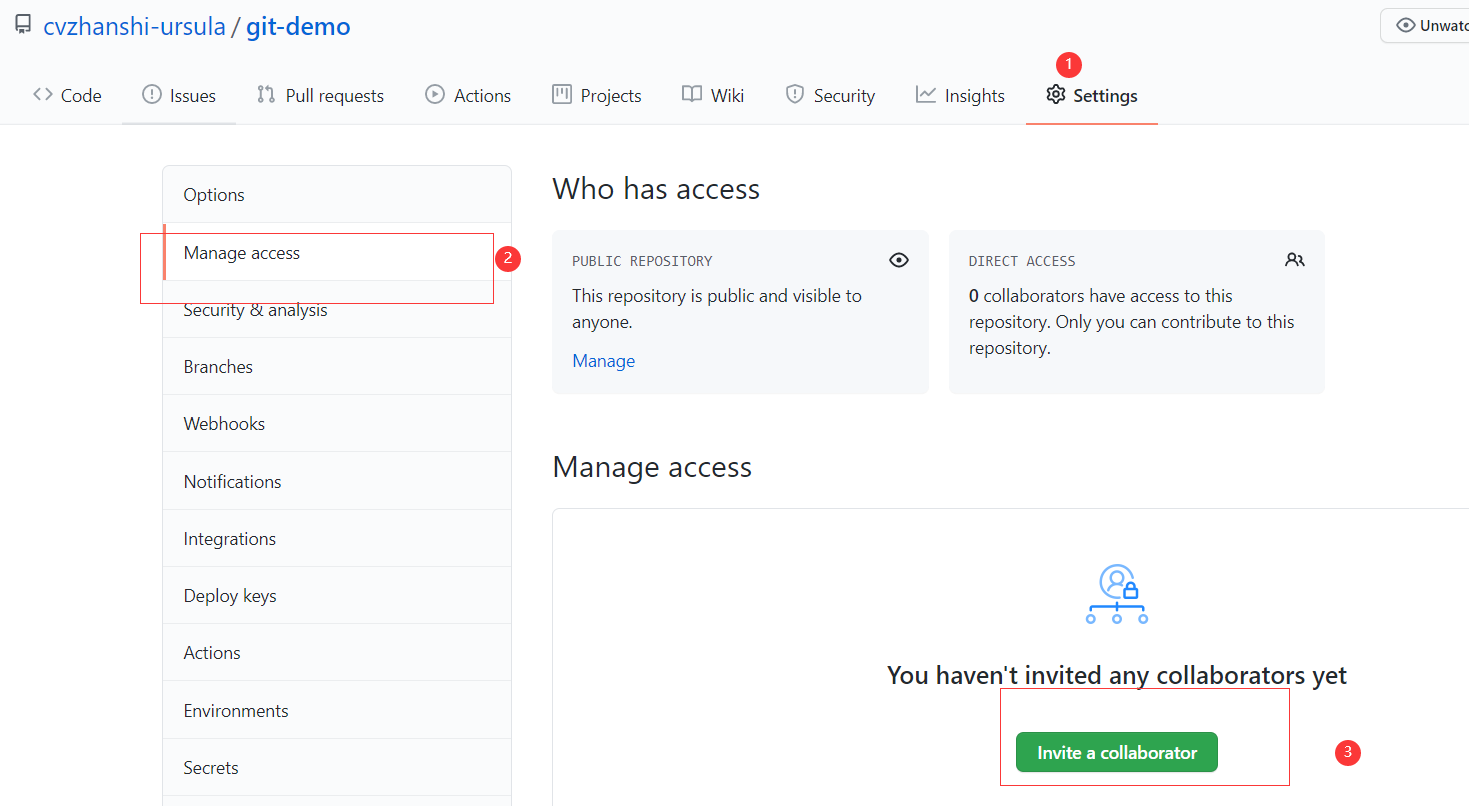 cvzhanshi-ursula / git-demo
Unwatc
1
Code
Issues
Pull requests
Actions
Projects
Wiki
Security
Insights
Settings
Options
Manage access
2
Security & analysis
Branches
Webhooks
Notifications
Integrations
Deploy keys
Actions
Environments
Secrets
Who has access
PUBLIC REPOSITORY
This repository is public and visible to
anyone.
Manage
DIRECT ACCESS
0 collaborators have access to this
repository. Only you can contribute to this
repository.
Manage access
You haven't invited any collaborators yet
Invite a collaborator
3